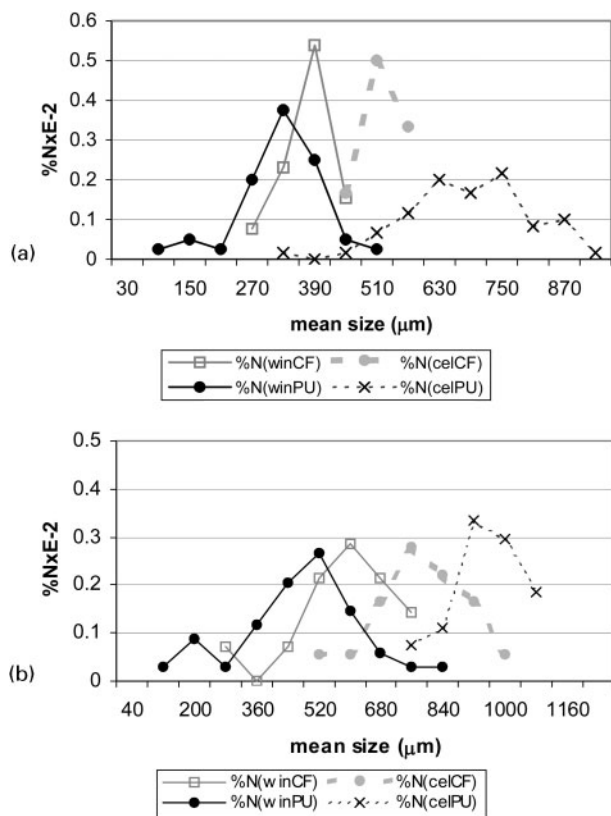 0.6
0.5
0.4
0.3
0.2
0.1
0
%NxE-2
(a)
30 150 270 390 510 630 750 870
mean size (μm)
%N(winCF) %N(celCF)
%N(winPU) %N(celPU)
0.5
0.4
0.3
0.2
0.1
0
%NxE-2
(b)
40 200 360 520 680 840 1000 1160
mean size (μm)
%N(winCF) %N(celCF)
%N(winPU) %N(celPU)